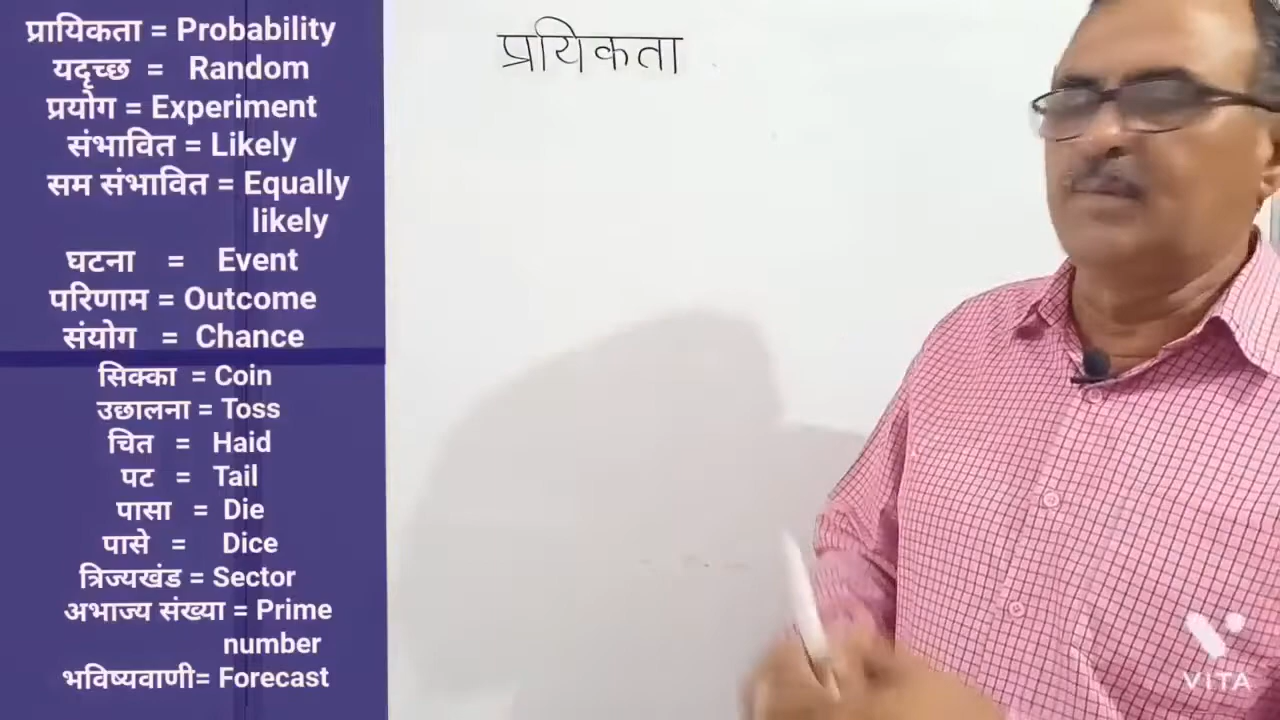 प्रायिकता = Probability
यदृच्छ = Random
प्रयोग = Experiment
संभावित = Likely
सम संभावित = Equally
likely
घटना = Event
परिणाम = Outcome
संयोग = Chance
सिक्का = Coin
उछालना = Toss
चित = Haid
पट = Tail
पासा = Die
पासे = Dice
त्रिज्यखंड = Sector
अभाज्य संख्या = Prime
number
भविष्यवाणी= Forecast
प्रयिकता
VITA